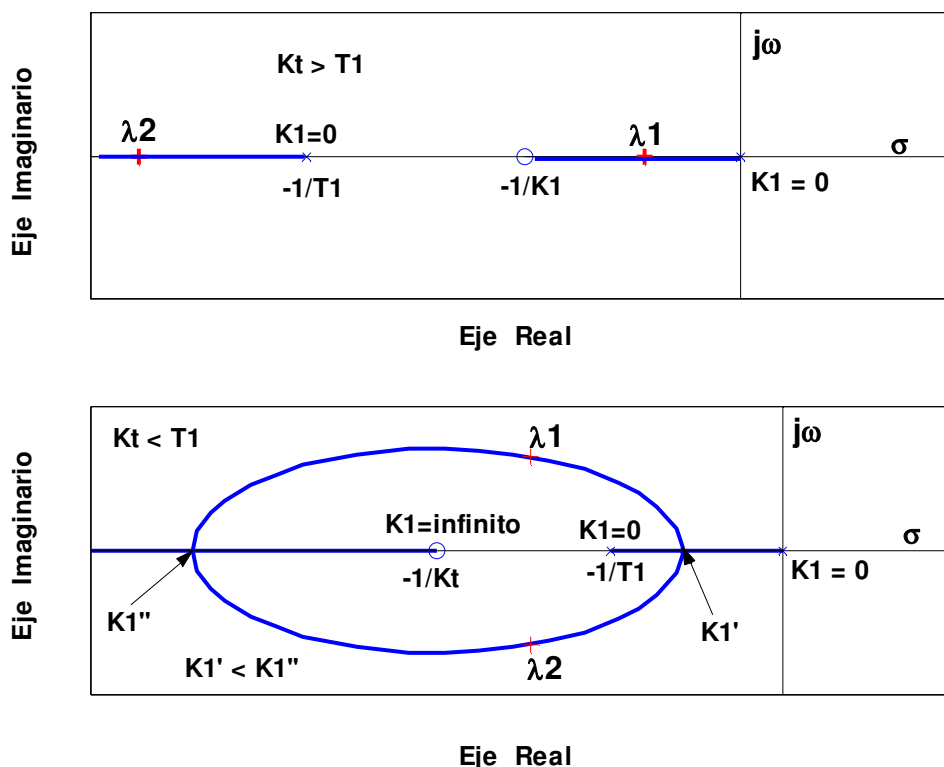 jω
Kt > T1
λ2
K1=0
λ1
σ
-1/T1
-1/K1
K1 = 0
Eje Imaginario
Eje Real
Kt < T1
λ1
jω
K1=infinito
K1=0
σ
-1/Kt
-1/T1
K1 = 0
K1"
K1'
K1' < K1"
λ2
Eje Imaginario
Eje Real